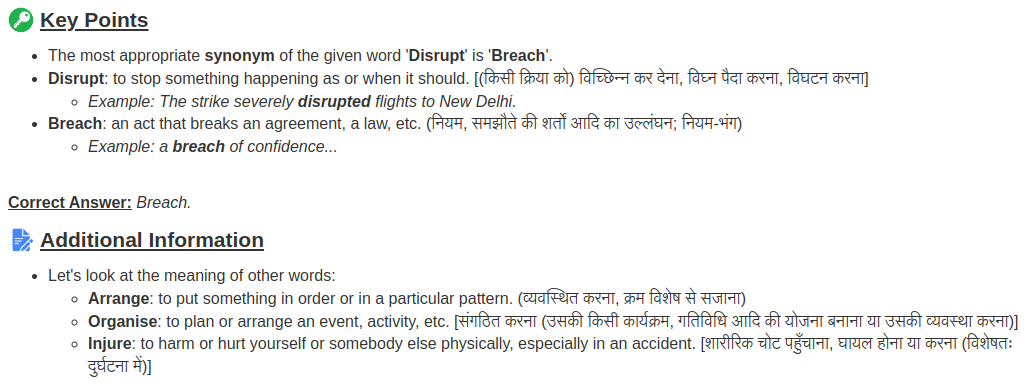 Key Points
• The most appropriate synonym of the given word 'Disrupt' is 'Breach'.
• Disrupt: to stop something happening as or when it should. [(किसी क्रिया को) विच्छिन्न कर देना, विघ्न पैदा करना, विघटन करना]
◦ Example: The strike severely disrupted flights to New Delhi.
• Breach: an act that breaks an agreement, a law, etc. (नियम, समझौते की शर्तों आदि का उल्लंघन; नियम-भंग)
◦ Example: a breach of confidence...
Correct Answer: Breach.
Additional Information
• Let's look at the meaning of other words:
◦ Arrange: to put something in order or in a particular pattern. (व्यवस्थित करना, क्रम विशेष से सजाना)
◦ Organise: to plan or arrange an event, activity, etc. [संगठित करना (उसकी किसी कार्यक्रम, गतिविधि आदि की योजना बनाना या उसकी व्यवस्था करना)]
◦ Injure: to harm or hurt yourself or somebody else physically, especially in an accident. [शारीरिक चोट पहुँचाना, घायल होना या करना (विशेषतः
दुर्घटना में)]